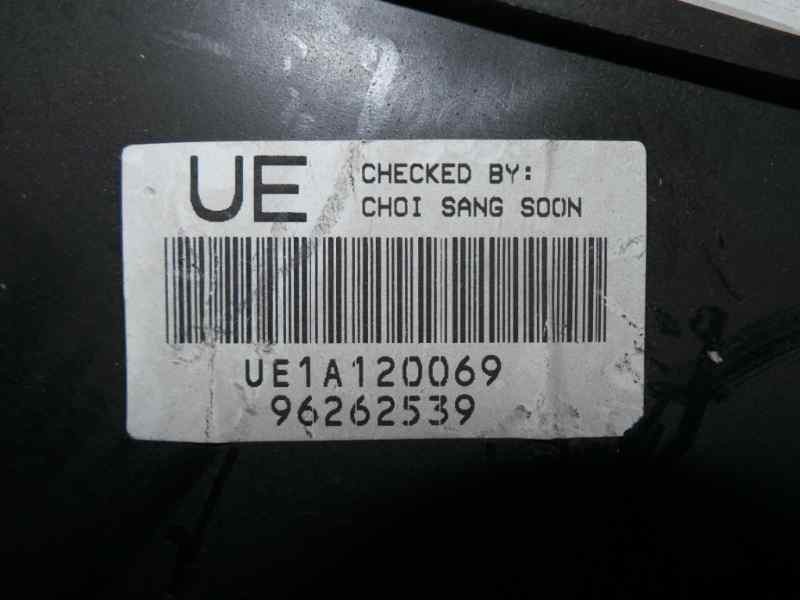 UE
CHECKED BY:
CHOI SANG SOON
UE1A120069
96262539